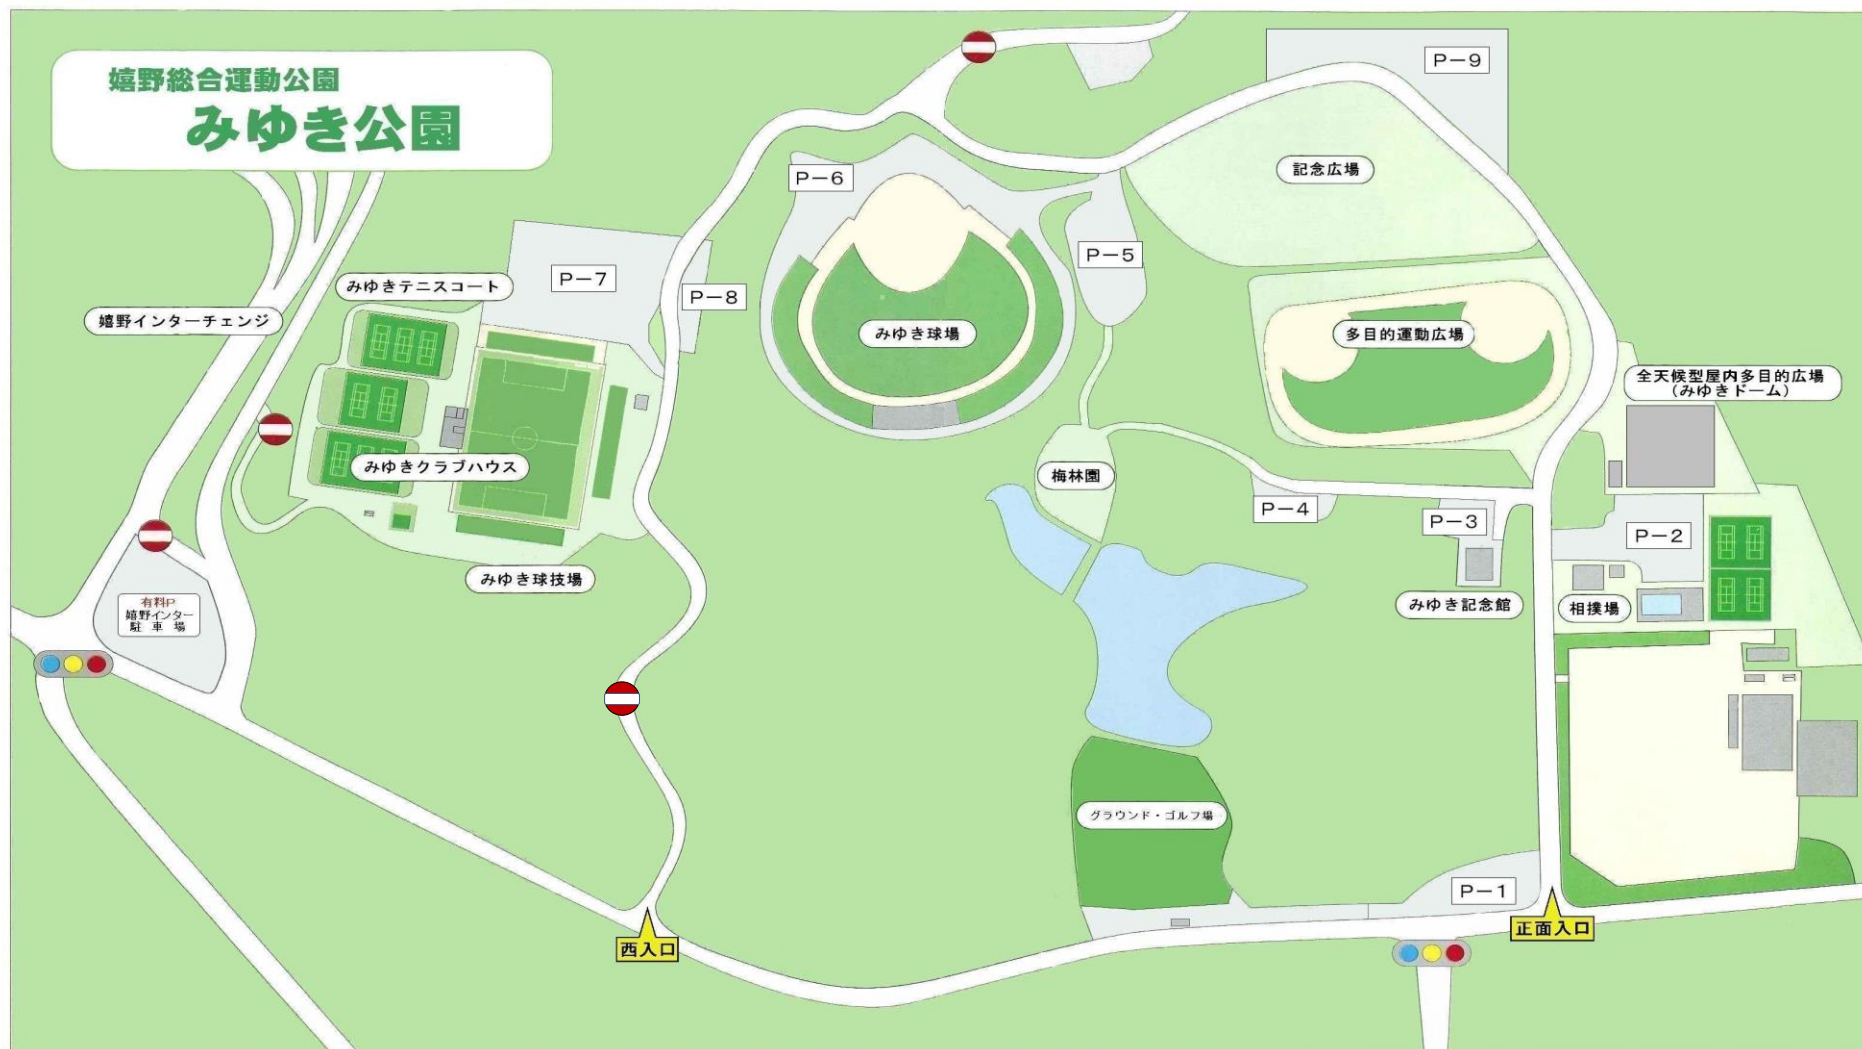 嬉野総合運動公園
みゆき公園
P-9
記念広場
P-6
P-5
P-7
P-8
みゆきテニスコート
嬉野インターチェンジ
みゆき球場
多目的運動広場
全天候型屋内多目的広場
(みゆきドーム)
みゆきクラブハウス
梅林園
P-4
P-3
P-2
みゆき球技場
みゆき記念館
相撲場
有料P
嬉野インター
駐車場
グラウンド・ゴルフ場
P-1
西入口
正面入口